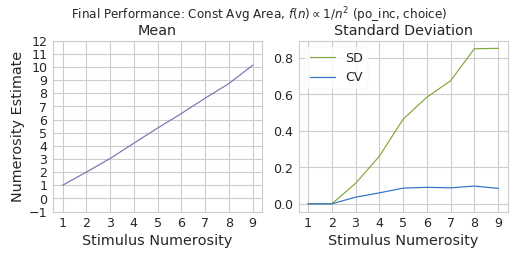 Final Performance: Const Avg Area, f(n) ∝ 1/n² (po_inc, choice)
Mean
Numerosity Estimate
12
11
10
9
8
7
6
5
4
3
2
1
0
−1
1 2 3 4 5 6 7 8 9
Stimulus Numerosity
Standard Deviation
SD
CV
0.8
0.6
0.4
0.2
0.0
1 2 3 4 5 6 7 8 9
Stimulus Numerosity